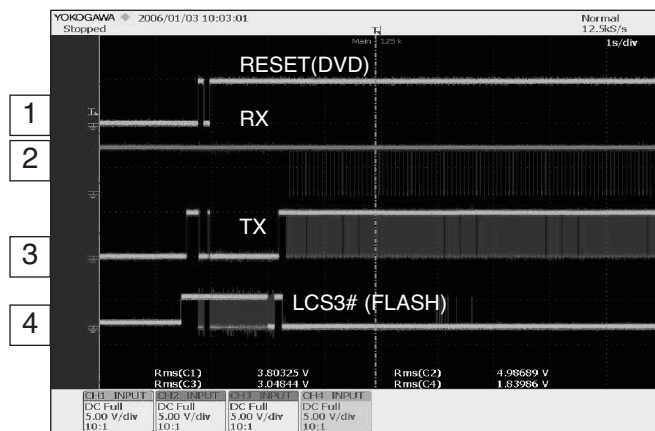 YOKOGAWA 2006/01/03 10:03:01 Normal
Stopped 12.5kS/s
Main : 125 k 1s/div
RESET(DVD)
1 RX
2
TX
3
LCS3# (FLASH)
4
Rms(C1) 3.80325 V Rms(C2) 4.98689 V
Rms(C3) 3.04844 V Rms(C4) 1.83986 V
CH1 INPUT CH2 INPUT CH3 INPUT CH4 INPUT
DC Full DC Full DC Full DC Full
5.00 V/div 5.00 V/div 5.00 V/div 5.00 V/div
10:1 10:1 10:1 10:1